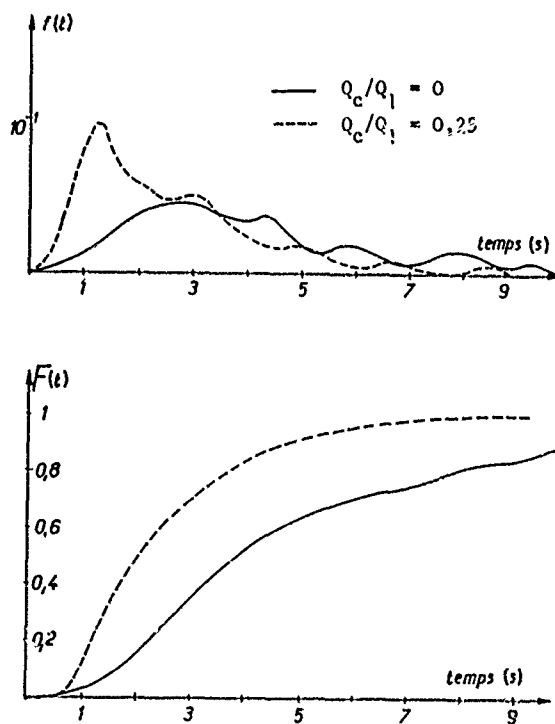 f(t)
Q_c/Q_l = 0
Q_c/Q_l = 0,25
10^-1
temps (s)
1 3 5 7 9
F(t)
1
0,8
0,6
0,4
0,2
temps (s)
1 3 5 7 9